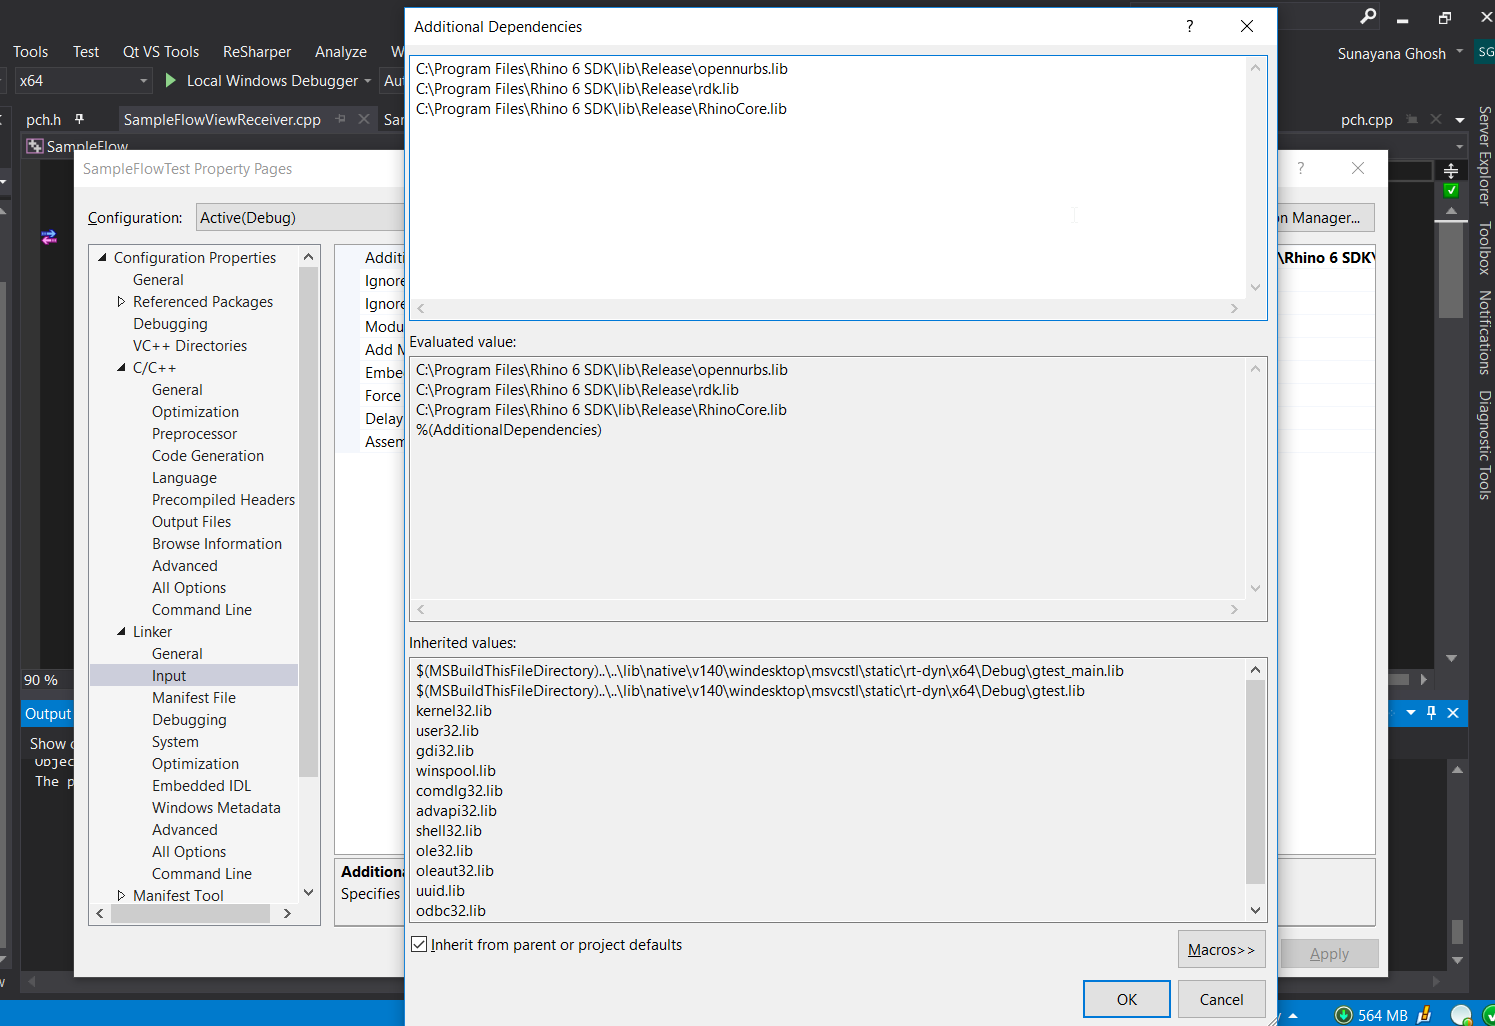 Additional Dependencies
?
Tools Test Qt VS Tools ReSharper Analyze W
Sunayana Ghosh
SG
x64
Local Windows Debugger
Aut
pch.h
SampleFlowViewReceiver.cpp
Sar
pch.cpp
SampleFlow
SampleFlowTest Property Pages
?
Configuration:
Active(Debug)
on Manager...
C:\Program Files\Rhino 6 SDK\lib\Release\opennurbs.lib
C:\Program Files\Rhino 6 SDK\lib\Release\rdk.lib
C:\Program Files\Rhino 6 SDK\lib\Release\RhinoCore.lib
Configuration Properties
General
Referenced Packages
Debugging
VC++ Directories
C/C++
General
Optimization
Preprocessor
Code Generation
Language
Precompiled Headers
Output Files
Browse Information
Advanced
All Options
Command Line
Linker
General
Input
Manifest File
Debugging
System
Optimization
Embedded IDL
Windows Metadata
Advanced
All Options
Command Line
Manifest Tool
Additi
Ignore
Ignore
Modu
Add M
Embe
Force
Delay
Assem
\Rhino 6 SDK\
Additiona
Specifies
Evaluated value:
C:\Program Files\Rhino 6 SDK\lib\Release\opennurbs.lib
C:\Program Files\Rhino 6 SDK\lib\Release\rdk.lib
C:\Program Files\Rhino 6 SDK\lib\Release\RhinoCore.lib
%(AdditionalDependencies)
Inherited values:
$(MSBuildThisFileDirectory)..\..\lib\native\v140\windesktop\msvcstl\static\rt-dyn\x64\Debug\gtest_main.lib
$(MSBuildThisFileDirectory)..\..\lib\native\v140\windesktop\msvcstl\static\rt-dyn\x64\Debug\gtest.lib
kernel32.lib
user32.lib
gdi32.lib
winspool.lib
comdlg32.lib
advapi32.lib
shell32.lib
ole32.lib
oleaut32.lib
uuid.lib
odbc32.lib
Inherit from parent or project defaults
Macros>>
OK
Cancel
Apply
90 %
Output
Show o
Objec
The p
Server Explorer
Toolbox
Notifications
Diagnostic Tools
564 MB